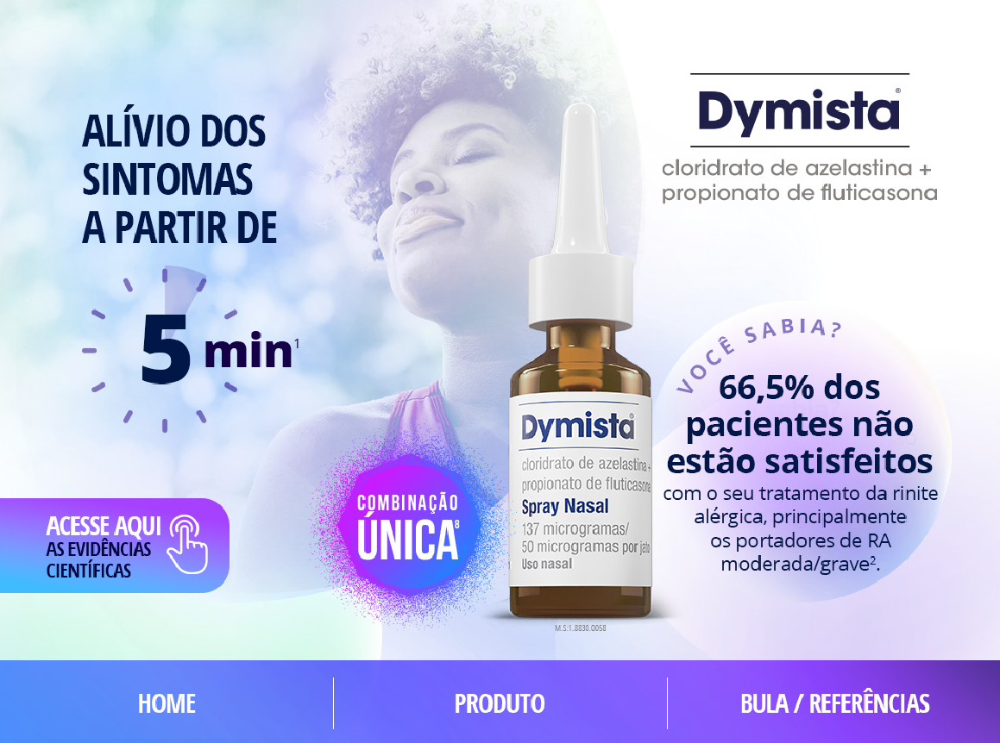 ALÍVIO DOS
SINTOMAS
A PARTIR DE
5 min¹
ACESSE AQUI
AS EVIDÊNCIAS
CIENTÍFICAS
COMBINAÇÃO
ÚNICA⁸
Dymista®
cloridrato de azelastina +
propionato de fluticasona
Dymista®
cloridrato de azelastina +
propionato de fluticasona
Spray Nasal
137 microgramas/
50 microgramas por jato
Uso nasal
M.S:1.8830.0058
VOCÊ SABIA?
66,5% dos
pacientes não
estão satisfeitos
com o seu tratamento da rinite
alérgica, principalmente
os portadores de RA
moderada/grave².
HOME
PRODUTO
BULA / REFERÊNCIAS